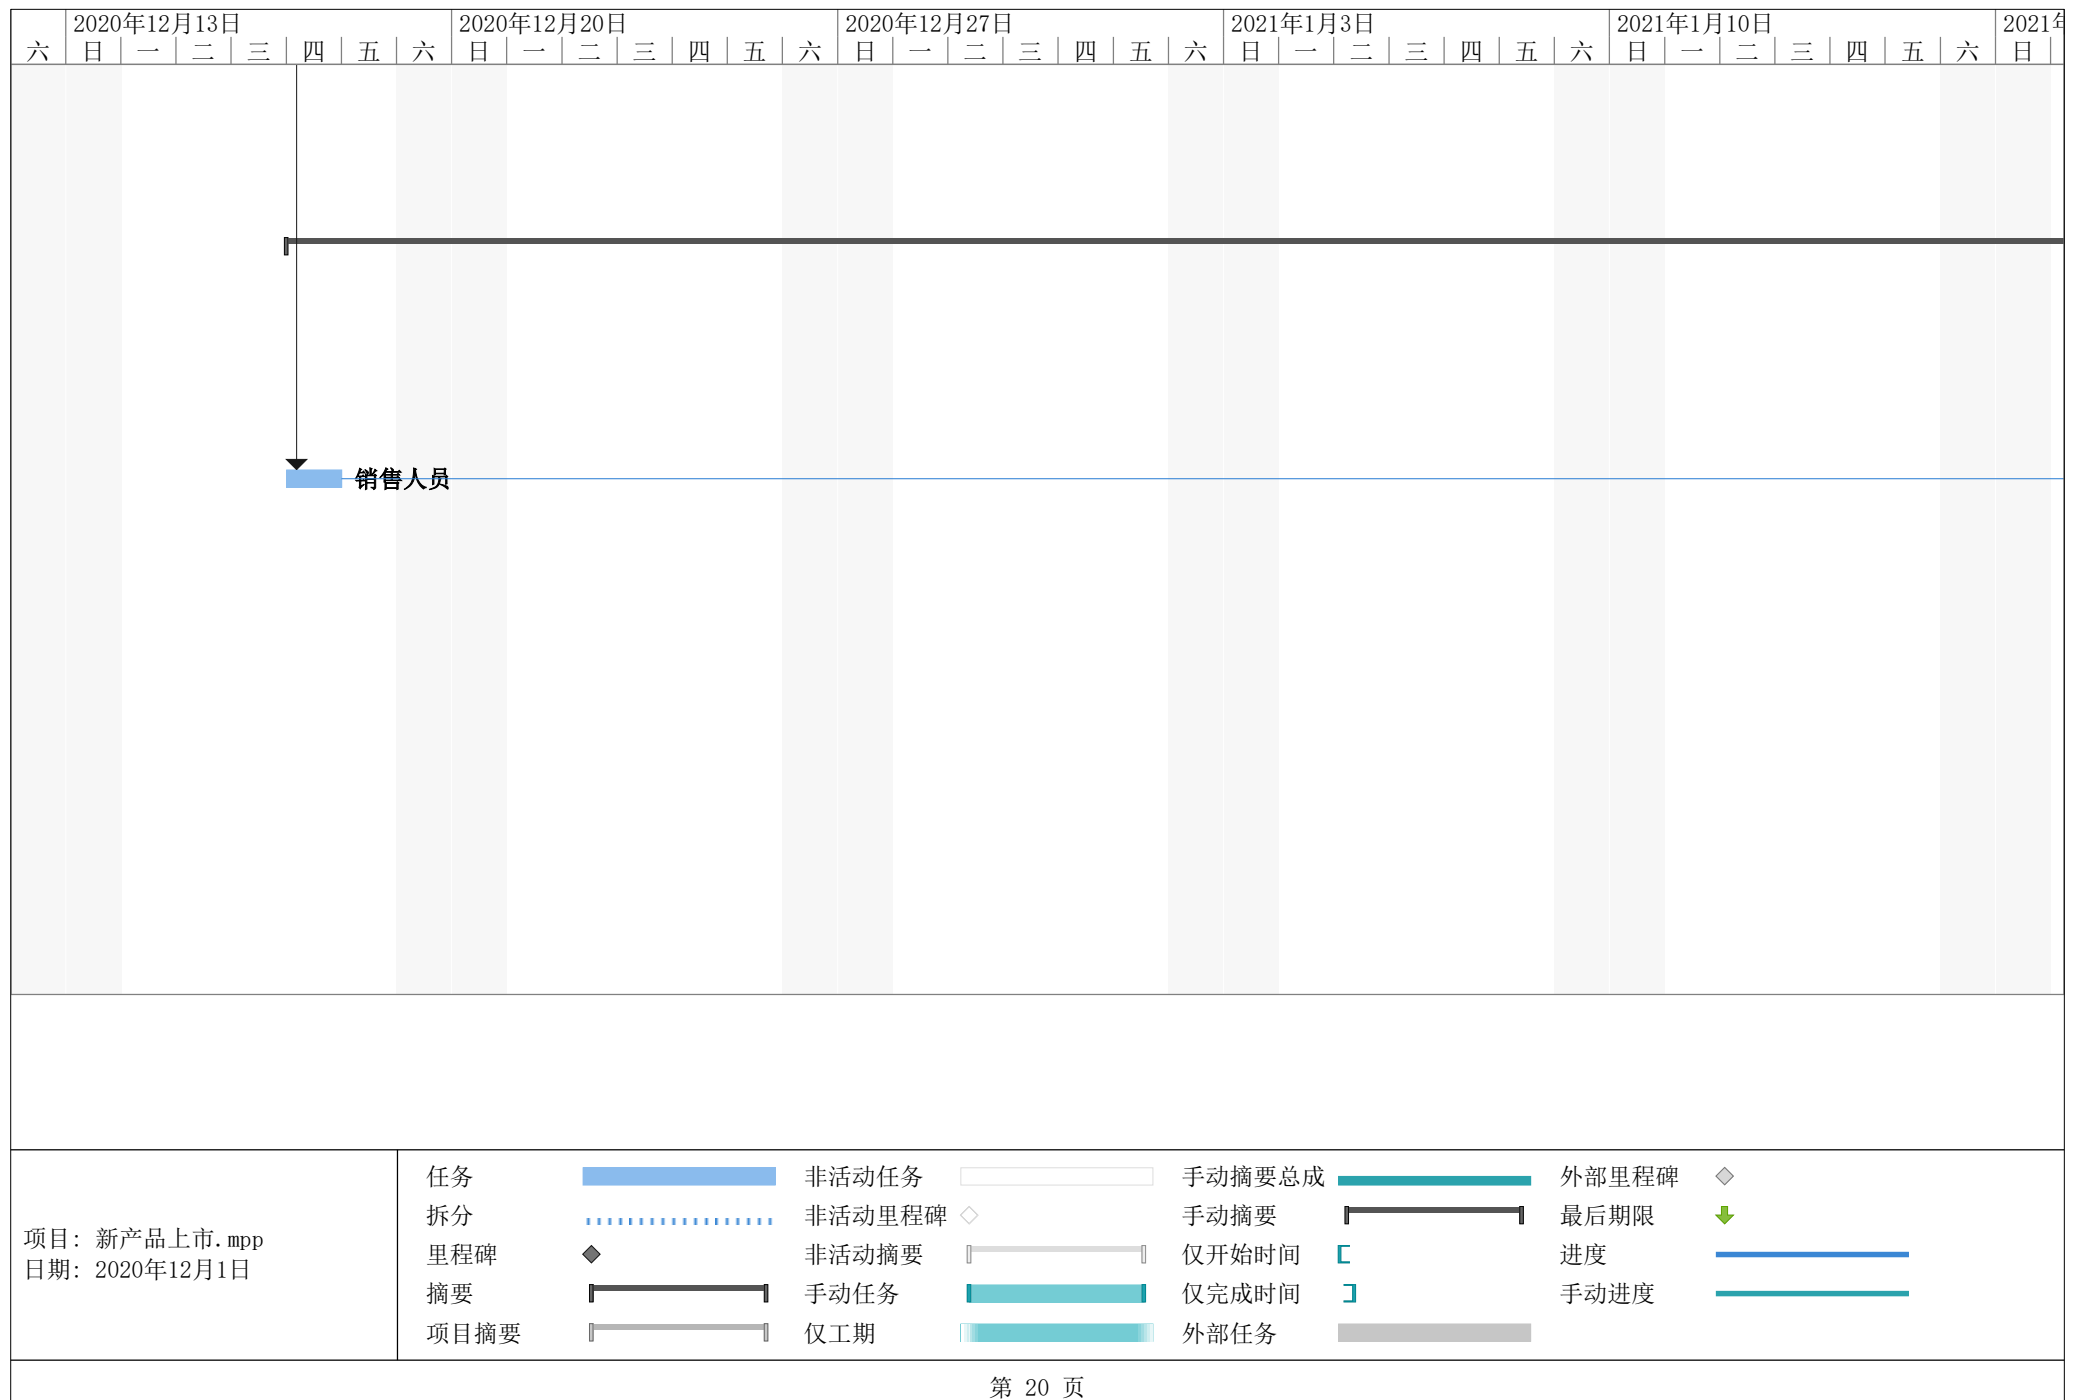 2020年12月13日 2020年12月20日 2020年12月27日 2021年1月3日 2021年1月10日 2021
六 日 一 二 三 四 五 六 日 一 二 三 四 五 六 日 一 二 三 四 五 六 日 一 二 三 四 五 六 日 一 二 三 四 五 六 日
销售人员
项目: 新产品上市.mpp
日期: 2020年12月1日
任务
拆分
里程碑
摘要
项目摘要
非活动任务
非活动里程碑
非活动摘要
手动任务
仅工期
手动摘要总成
手动摘要
仅开始时间
仅完成时间
外部任务
外部里程碑
最后期限
进度
手动进度
第 20 页